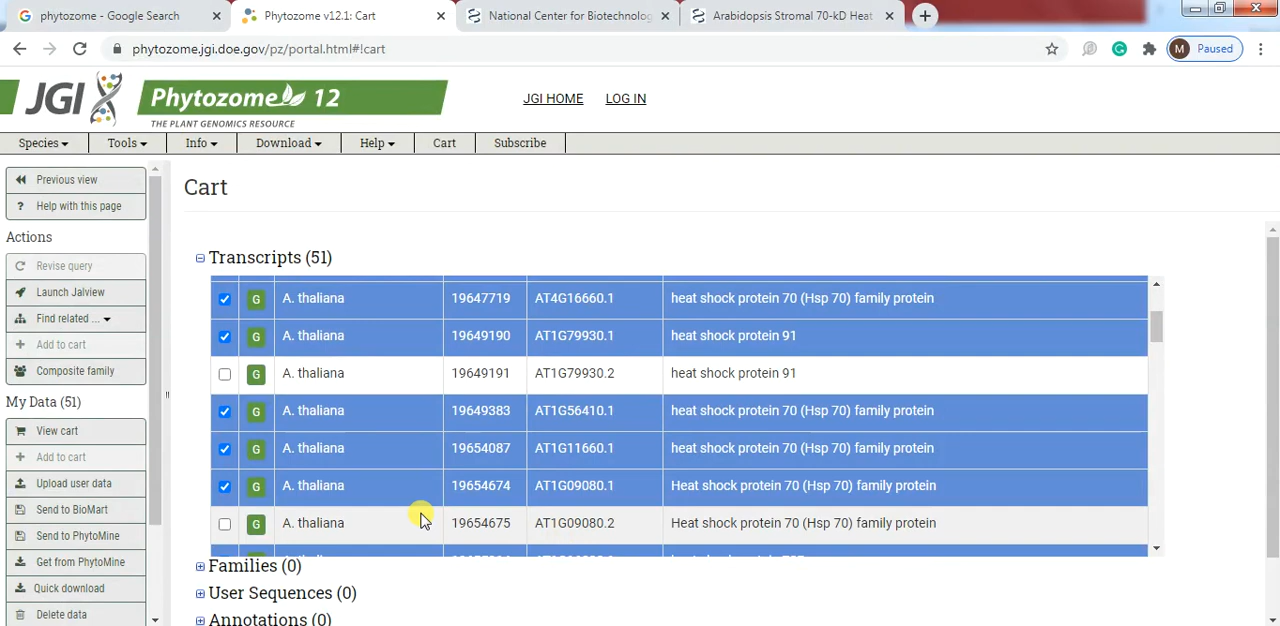 phytozome - Google Search
Phytozome v12.1: Cart
National Center for Biotechnolog
Arabidopsis Stromal 70-kD Heat
phytozome.jgi.doe.gov/pz/portal.html#!cart
M Paused
JGI Phytozome 12
THE PLANT GENOMICS RESOURCE
JGI HOME LOG IN
Species Tools Info Download Help Cart Subscribe
Previous view
? Help with this page
Actions
Revise query
Launch Jalview
Find related ...
Add to cart
Composite family
My Data (51)
View cart
Add to cart
Upload user data
Send to BioMart
Send to PhytoMine
Get from PhytoMine
Quick download
Delete data
Cart
Transcripts (51)
G A. thaliana 19647719 AT4G16660.1 heat shock protein 70 (Hsp 70) family protein
G A. thaliana 19649190 AT1G79930.1 heat shock protein 91
G A. thaliana 19649191 AT1G79930.2 heat shock protein 91
G A. thaliana 19649383 AT1G56410.1 heat shock protein 70 (Hsp 70) family protein
G A. thaliana 19654087 AT1G11660.1 heat shock protein 70 (Hsp 70) family protein
G A. thaliana 19654674 AT1G09080.1 Heat shock protein 70 (Hsp 70) family protein
G A. thaliana 19654675 AT1G09080.2 Heat shock protein 70 (Hsp 70) family protein
Families (0)
User Sequences (0)
Annotations (0)